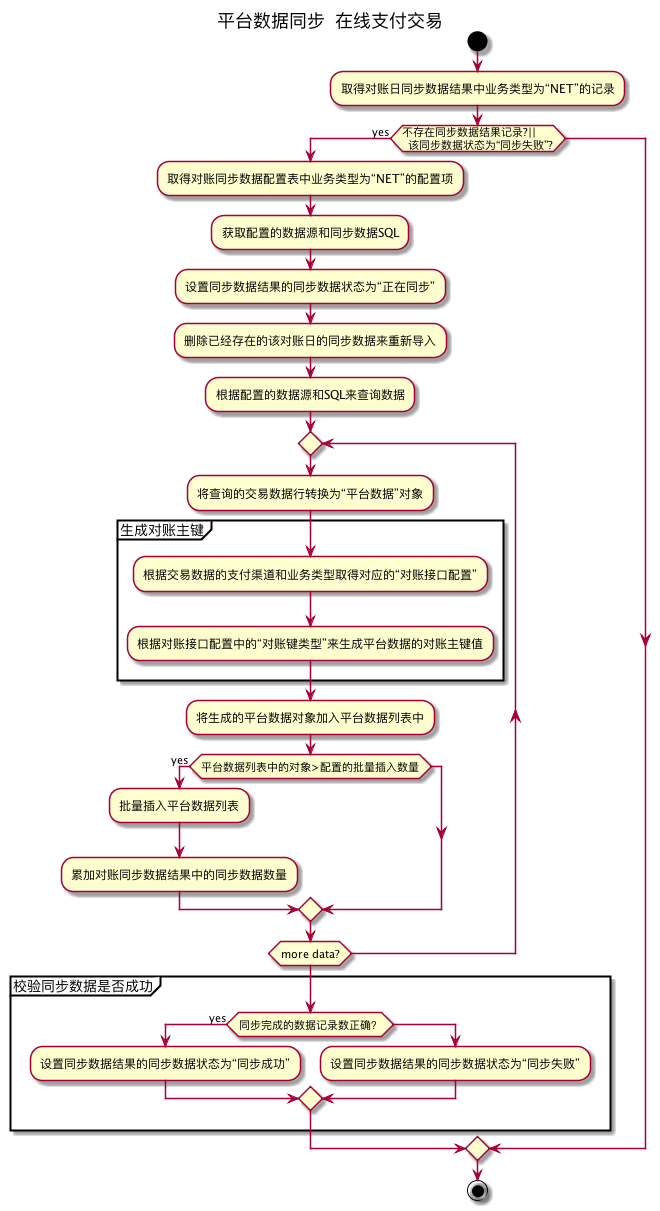 平台数据同步 在线支付交易
取得对账日同步数据结果中业务类型为“NET”的记录
yes
不存在同步数据结果记录?||
该同步数据状态为“同步失败”?
取得对账同步数据配置表中业务类型为“NET”的配置项
获取配置的数据源和同步数据SQL
设置同步数据结果的同步数据状态为“正在同步”
删除已经存在的该对账日的同步数据来重新导入
根据配置的数据源和SQL来查询数据
将查询的交易数据行转换为“平台数据”对象
生成对账主键
根据交易数据的支付渠道和业务类型取得对应的“对账接口配置”
根据对账接口配置中的“对账键类型”来生成平台数据的对账主键值
将生成的平台数据对象加入平台数据列表中
yes
平台数据列表中的对象>配置的批量插入数量
批量插入平台数据列表
累加对账同步数据结果中的同步数据数量
more data?
校验同步数据是否成功
yes
同步完成的数据记录数正确?
设置同步数据结果的同步数据状态为“同步成功”
设置同步数据结果的同步数据状态为“同步失败”